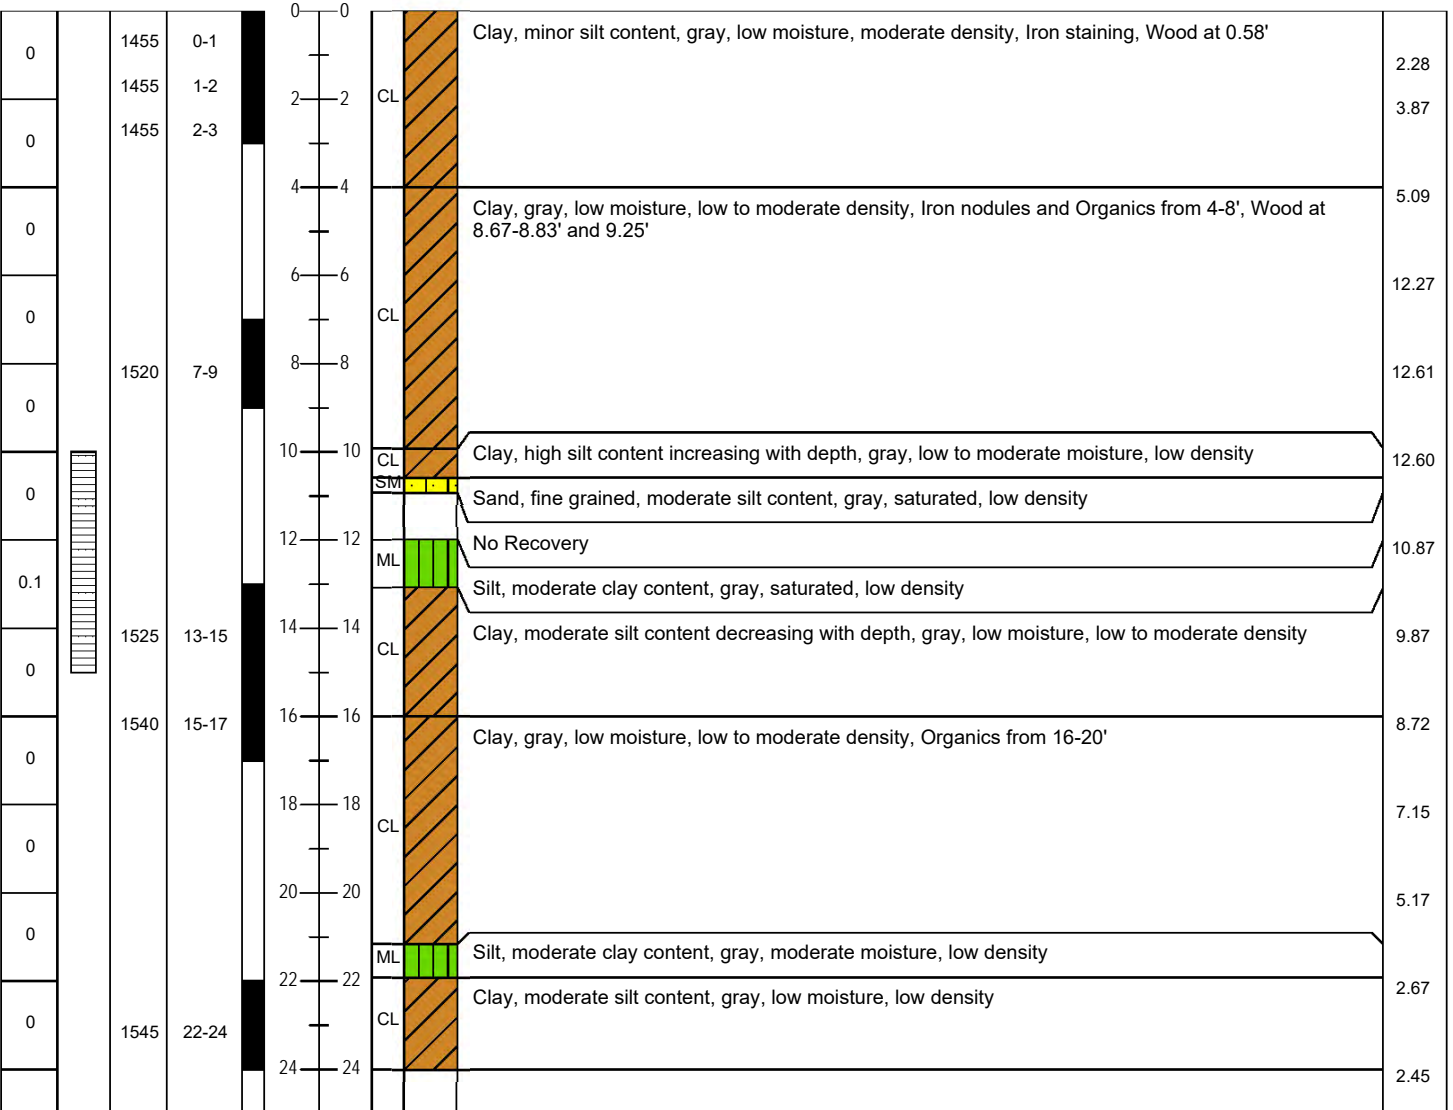 0 0
Clay, minor silt content, gray, low moisture, moderate density, Iron staining, Wood at 0.58'
1455 0-1
0
2.28
1455 1-2
2 2 CL
3.87
1455 2-3
0
4 4
5.09
Clay, gray, low moisture, low to moderate density, Iron nodules and Organics from 4-8', Wood at
8.67-8.83' and 9.25'
0
6 6
12.27
0
CL
8 8
1520 7-9
12.61
0
10 10
CL
Clay, high silt content increasing with depth, gray, low to moderate moisture, low density
12.60
SM
0
Sand, fine grained, moderate silt content, gray, saturated, low density
12 12
No Recovery
10.87
ML
0.1
Silt, moderate clay content, gray, saturated, low density
14 14
1525 13-15
Clay, moderate silt content decreasing with depth, gray, low moisture, low to moderate density
9.87
CL
0
16 16
1540 15-17
8.72
Clay, gray, low moisture, low to moderate density, Organics from 16-20'
0
18 18
7.15
CL
0
20 20
5.17
0
ML
Silt, moderate clay content, gray, moderate moisture, low density
22 22
2.67
Clay, moderate silt content, gray, low moisture, low density
0
CL
1545 22-24
24 24
2.45